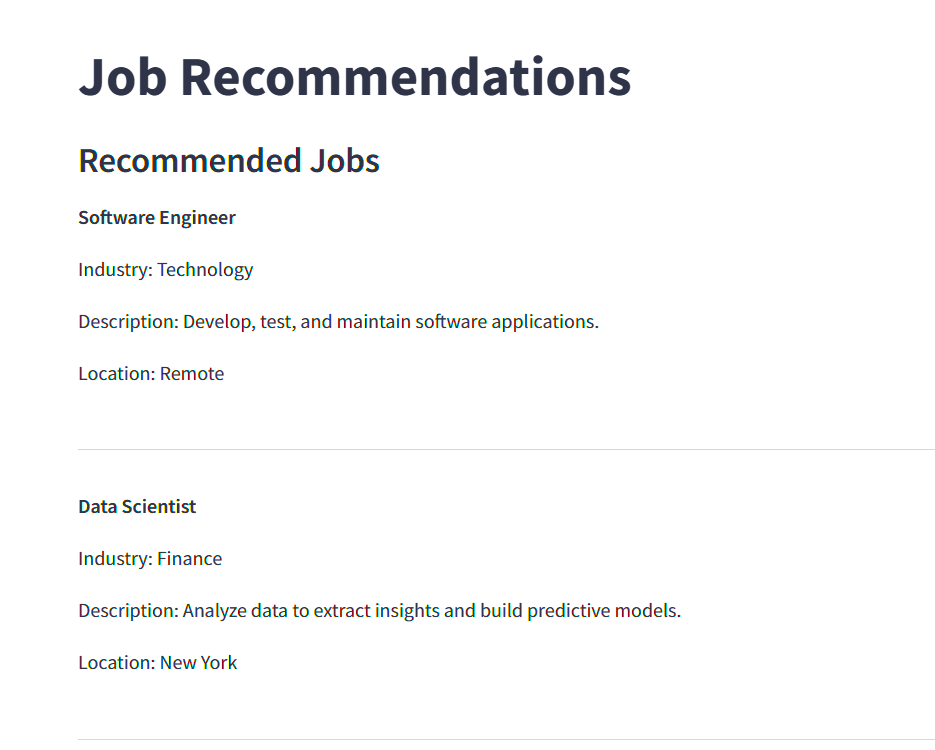 Job Recommendations
Recommended Jobs
Software Engineer
Industry: Technology
Description: Develop, test, and maintain software applications.
Location: Remote
Data Scientist
Industry: Finance
Description: Analyze data to extract insights and build predictive models.
Location: New York